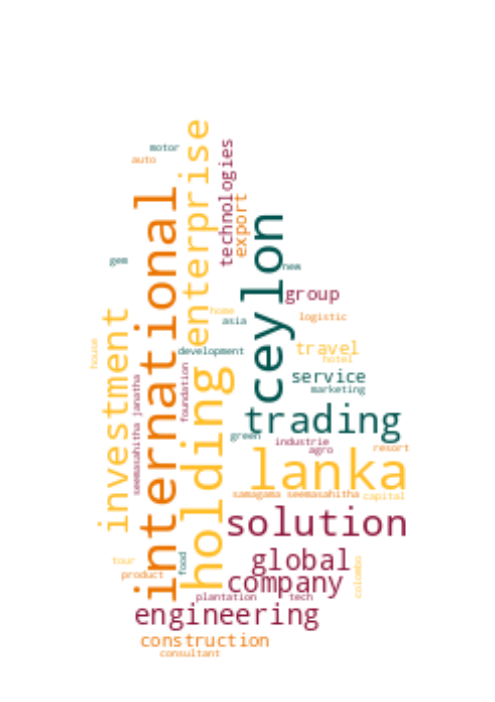 motor
auto
enterprise
technologies
international
export
ceylon
gem
new
group
investment
home
logistic
asia
house
development
travel
hotel
foundation
holding
service
seemasahitha janatha
marketing
trading
green
industrie
agro
resort
lanka
samagama seemasahitha
capital
solution
global
tour
food
colombo
product
company
plantation
tech
engineering
construction
consultant